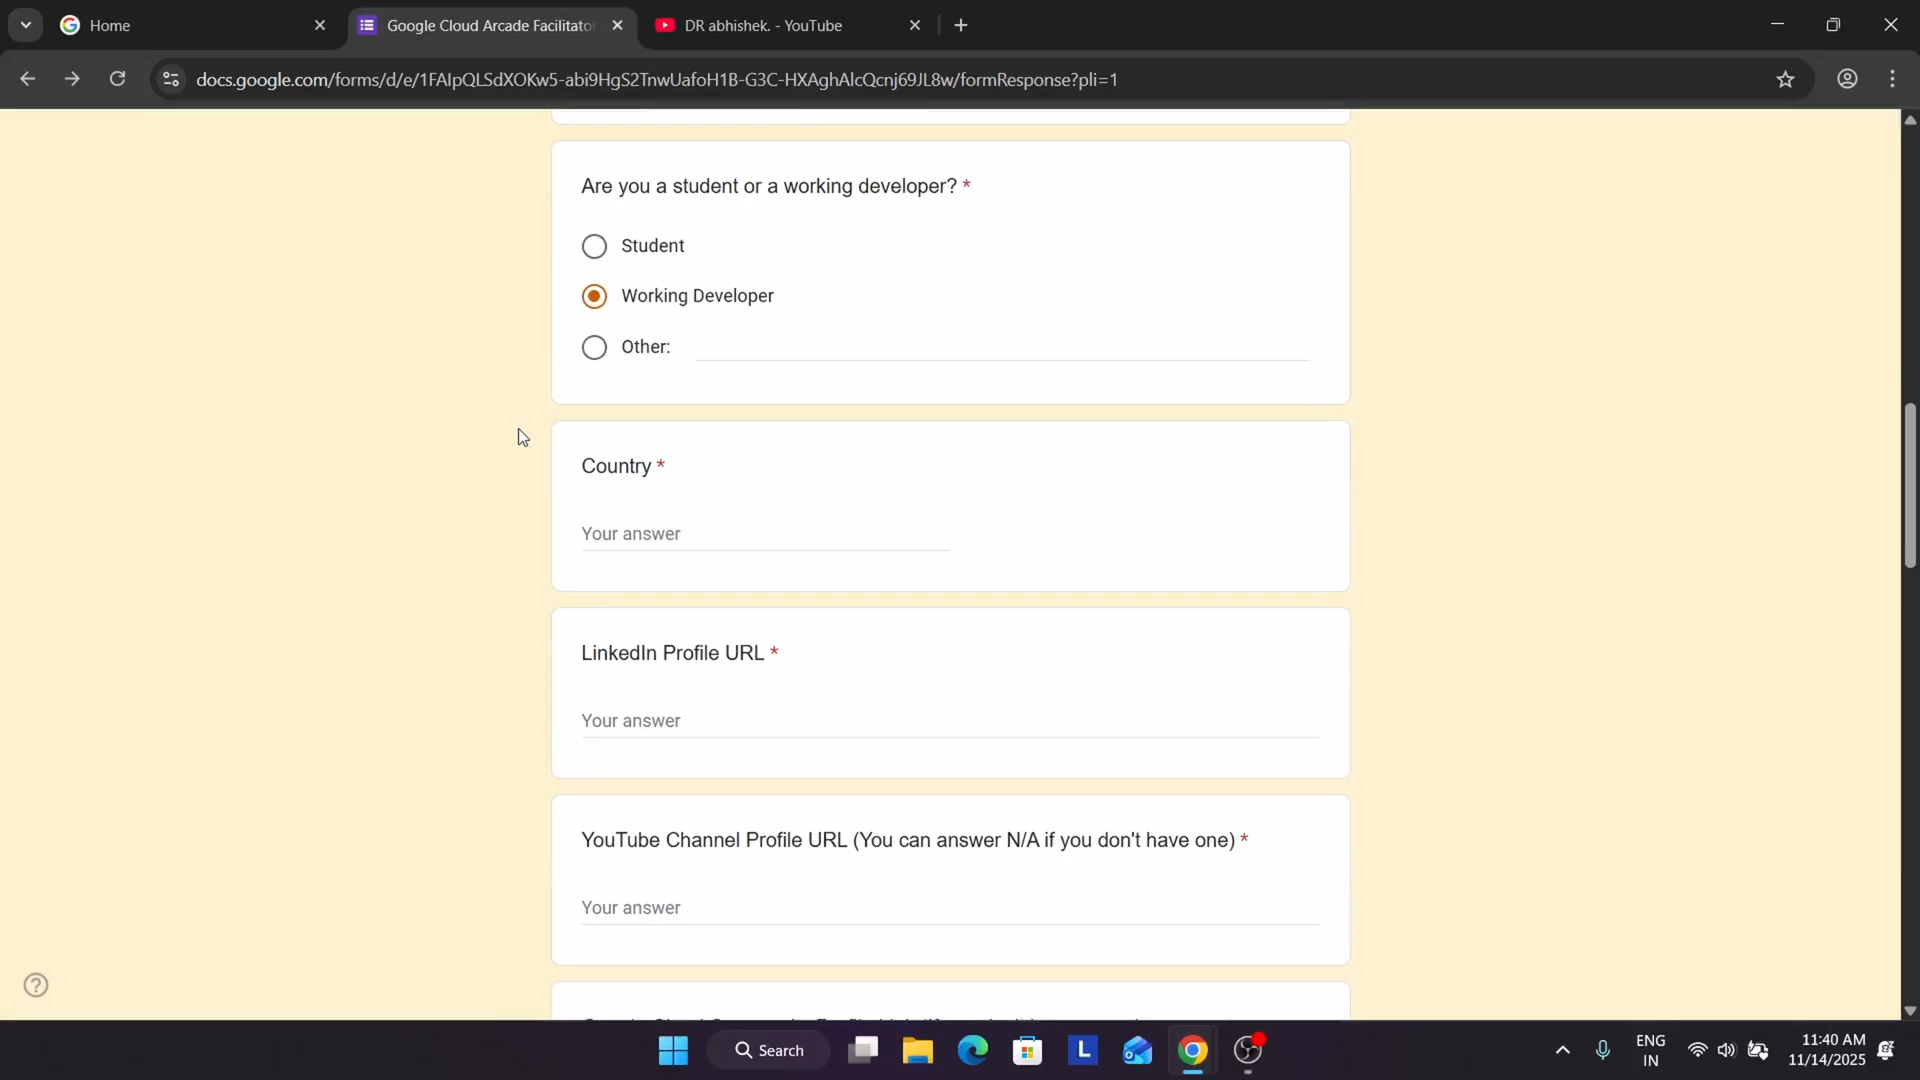 Home
Google Cloud Arcade Facilitato
DR abhishek. - YouTube
docs.google.com/forms/d/e/1FAIpQLSdXOKw5-abi9HgS2TnwUafoH1B-G3C-HXAghAlcQcnj69JL8w/formResponse?pli=1
Are you a student or a working developer? *
Student
Working Developer
Other:
Country *
Your answer
LinkedIn Profile URL *
Your answer
YouTube Channel Profile URL (You can answer N/A if you don't have one) *
Your answer
Search
L
ENG
IN
11:40 AM
11/14/2025